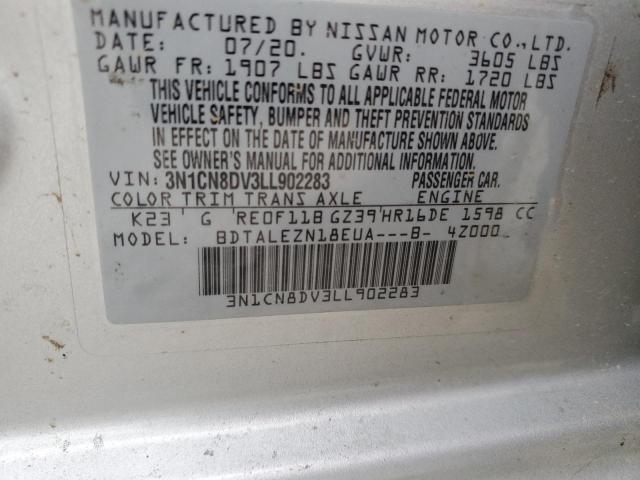 MANUFACTURED BY NISSAN MOTOR CO.,LTD.
DATE: 07/20. GVWR: 3605 LBS
GAWR FR: 1907 LBS GAWR RR: 1720 LBS
THIS VEHICLE CONFORMS TO ALL APPLICABLE FEDERAL MOTOR
VEHICLE SAFETY, BUMPER AND THEFT PREVENTION STANDARDS
IN EFFECT ON THE DATE OF MANUFACTURE SHOWN ABOVE.
SEE OWNER'S MANUAL FOR ADDITIONAL INFORMATION.
VIN: 3N1CN8DV3LL902283 PASSENGER CAR.
COLOR TRIM TRANS AXLE ENGINE
K23 G RE0F11B GZ39 HR16DE 1598 CC
MODEL: BDTALEZN18EUA---B- 4Z000
3N1CN8DV3LL902283